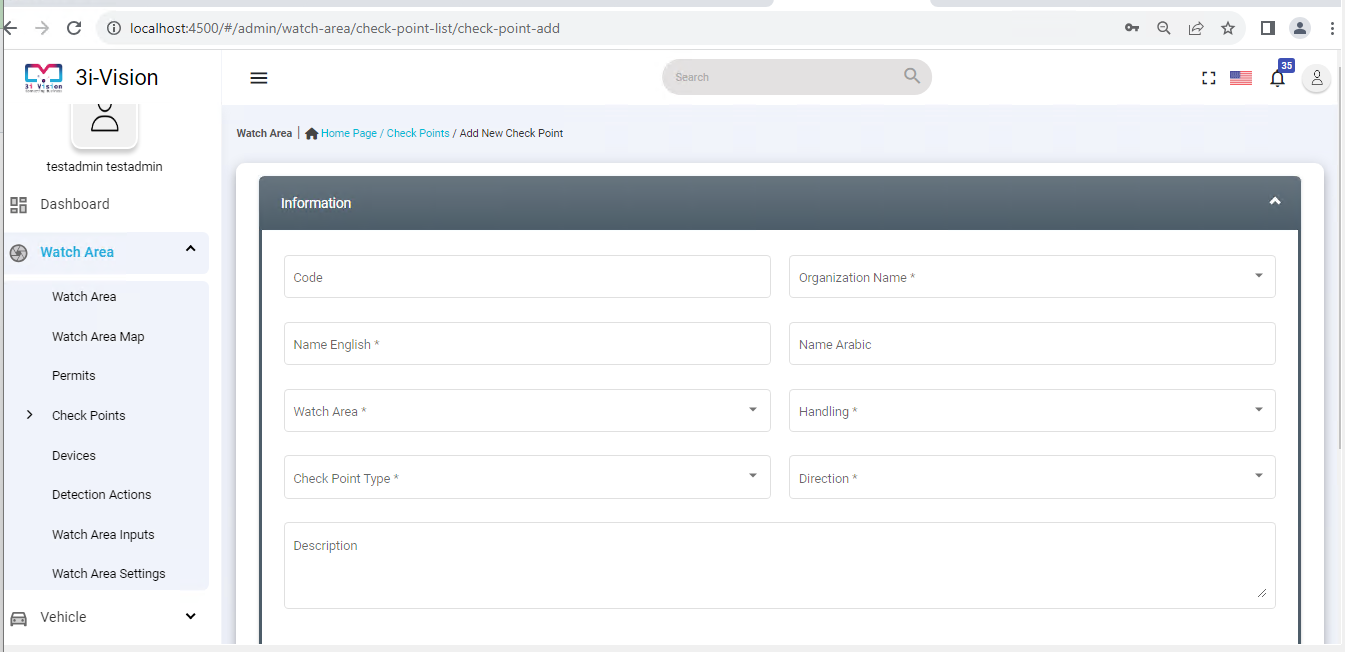 localhost:4500/#/admin/watch-area/check-point-list/check-point-add
3i Vision
3i-Vision
Search
35
testadmin testadmin
Dashboard
Watch Area
Watch Area
Watch Area Map
Permits
Check Points
Devices
Detection Actions
Watch Area Inputs
Watch Area Settings
Vehicle
Watch Area | Home Page / Check Points / Add New Check Point
Information
Code
Organization Name *
Name English *
Name Arabic
Watch Area *
Handling *
Check Point Type *
Direction *
Description